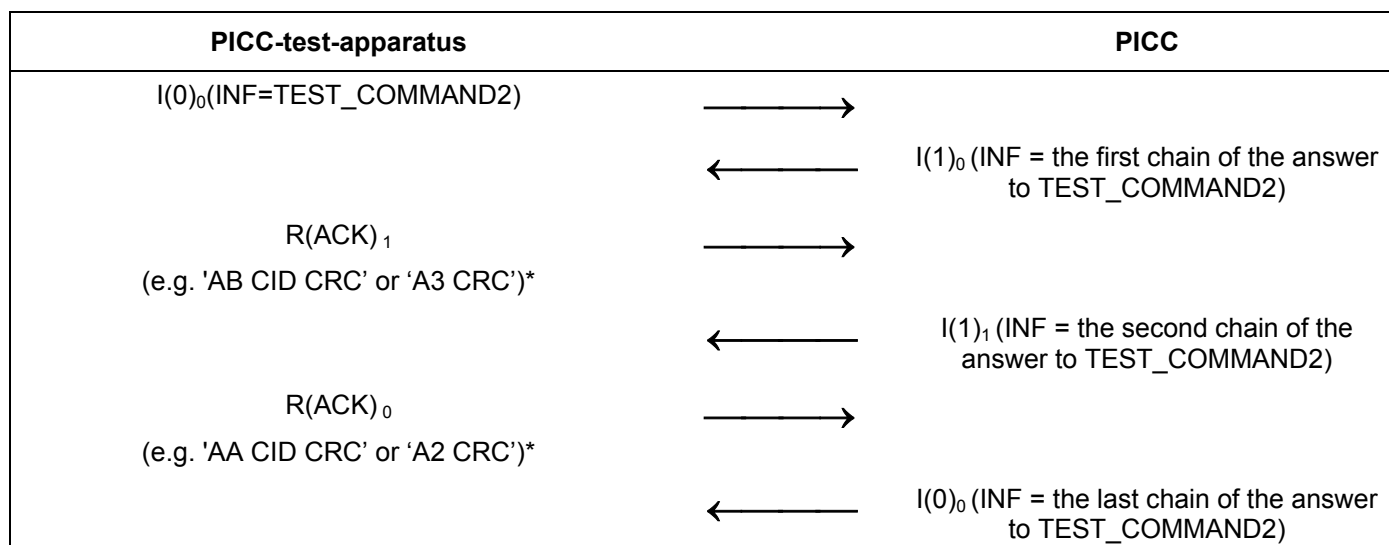 PICC-test-apparatus PICC
I(0)₀(INF=TEST_COMMAND2)
I(1)₀ (INF = the first chain of the answer
to TEST_COMMAND2)
R(ACK) ₁
(e.g. 'AB CID CRC’ or ‘A3 CRC’)*
I(1)₁ (INF = the second chain of the
answer to TEST_COMMAND2)
R(ACK) ₀
(e.g. 'AA CID CRC’ or ‘A2 CRC’)*
I(0)₀ (INF = the last chain of the answer
to TEST_COMMAND2)